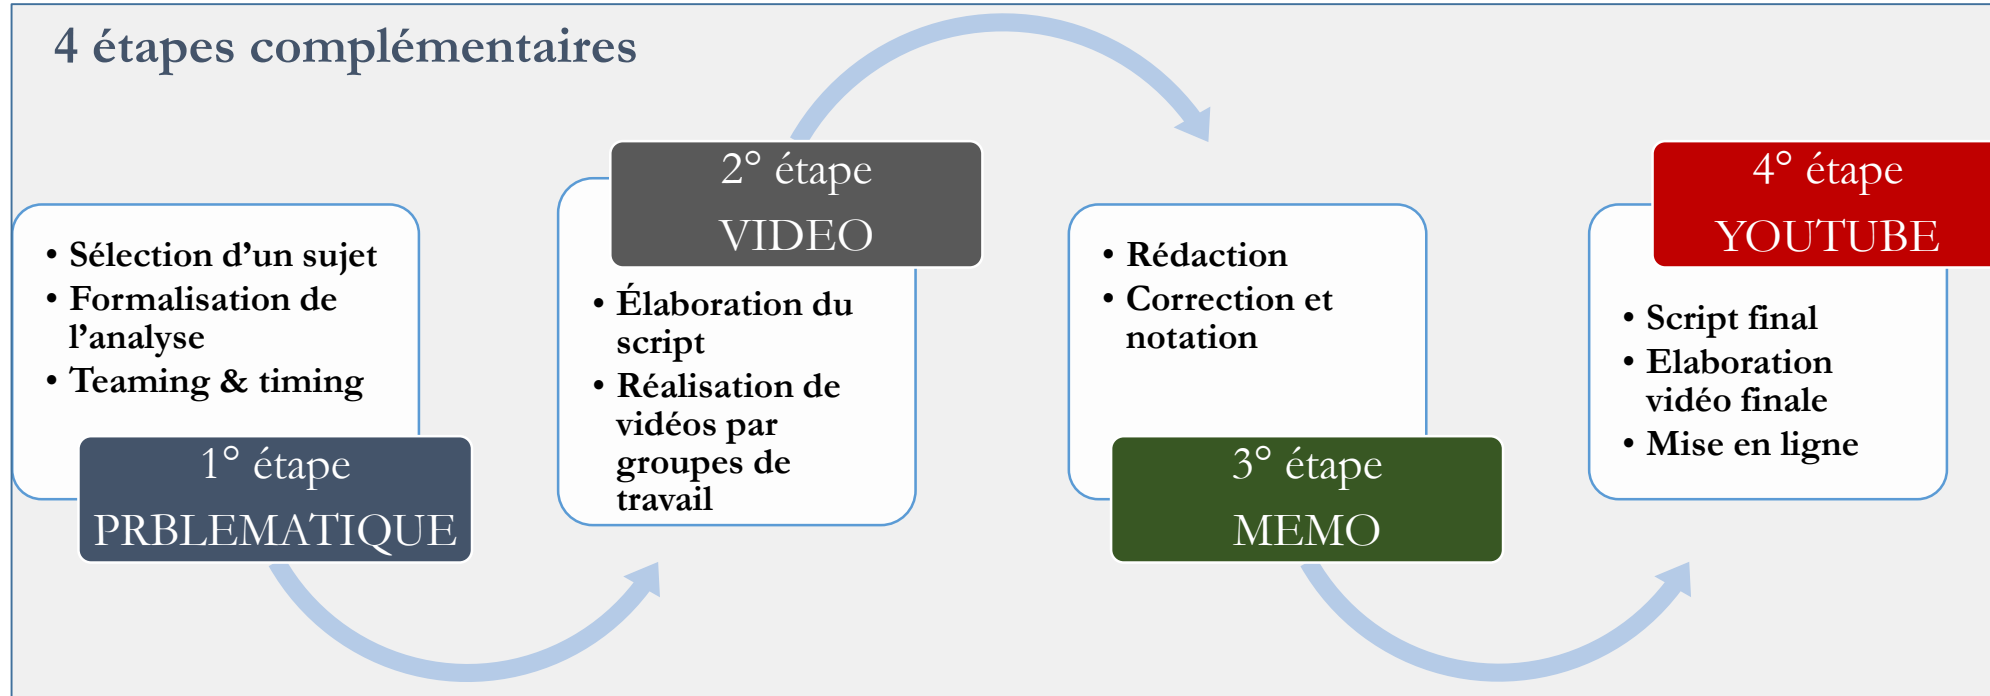 4 étapes complémentaires
• Sélection d’un sujet
• Formalisation de
l’analyse
• Teaming & timing
1° étape
PRBLEMATIQUE
2° étape
VIDEO
• Élaboration du
script
• Réalisation de
vidéos par
groupes de
travail
• Rédaction
• Correction et
notation
3° étape
MEMO
4° étape
YOUTUBE
• Script final
• Elaboration
vidéo finale
• Mise en ligne